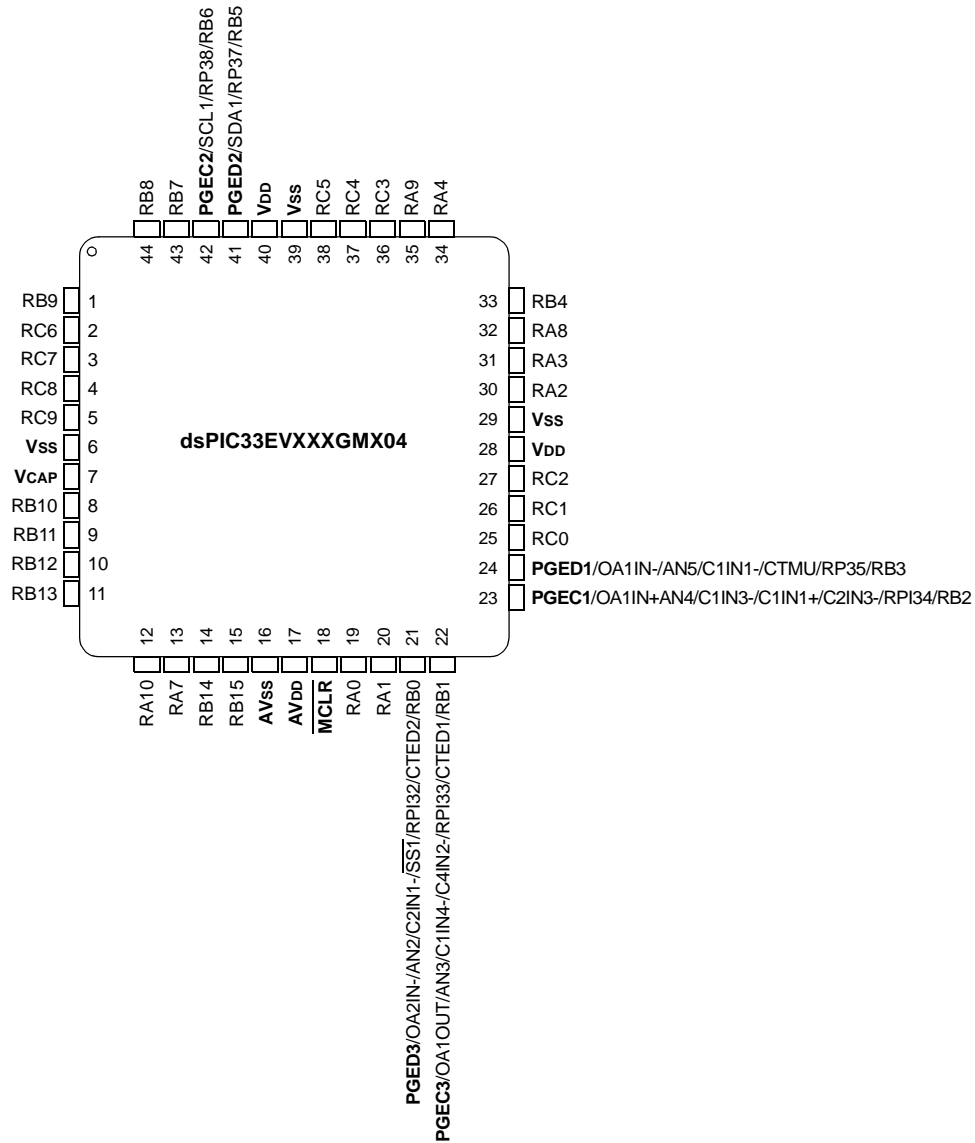 PGEC2/SCL1/RP38/RB6
PGED2/SDA1/RP37/RB5
RB8
RB7
VDD
VSS
RC5
RC4
RC3
RA9
RA4
44
43
42
41
40
39
38
37
36
35
34
RB9 1
RC6 2
RC7 3
RC8 4
RC9 5
VSS 6
VCAP 7
RB10 8
RB11 9
RB12 10
RB13 11
dsPIC33EVXXXGMX04
33 RB4
32 RA8
31 RA3
30 RA2
29 VSS
28 VDD
27 RC2
26 RC1
25 RC0
24 PGED1/OA1IN-/AN5/C1IN1-/CTMU/RP35/RB3
23 PGEC1/OA1IN+AN4/C1IN3-/C1IN1+/C2IN3-/RPI34/RB2
12
13
14
15
16
17
18
19
20
21
22
RA10
RA7
RB14
RB15
AVSS
AVDD
MCLR
RA0
RA1
PGED3/OA2IN-/AN2/C2IN1-/SS1/RPI32/CTED2/RB0
PGEC3/OA1OUT/AN3/C1IN4-/C4IN2-/RPI33/CTED1/RB1